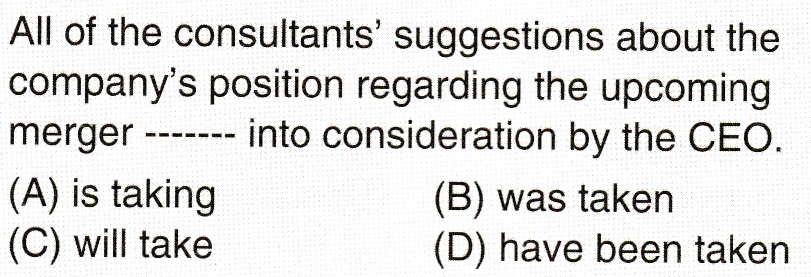 All of the consultants' suggestions about the
company's position regarding the upcoming
merger ------- into consideration by the CEO.
(A) is taking (B) was taken
(C) will take (D) have been taken